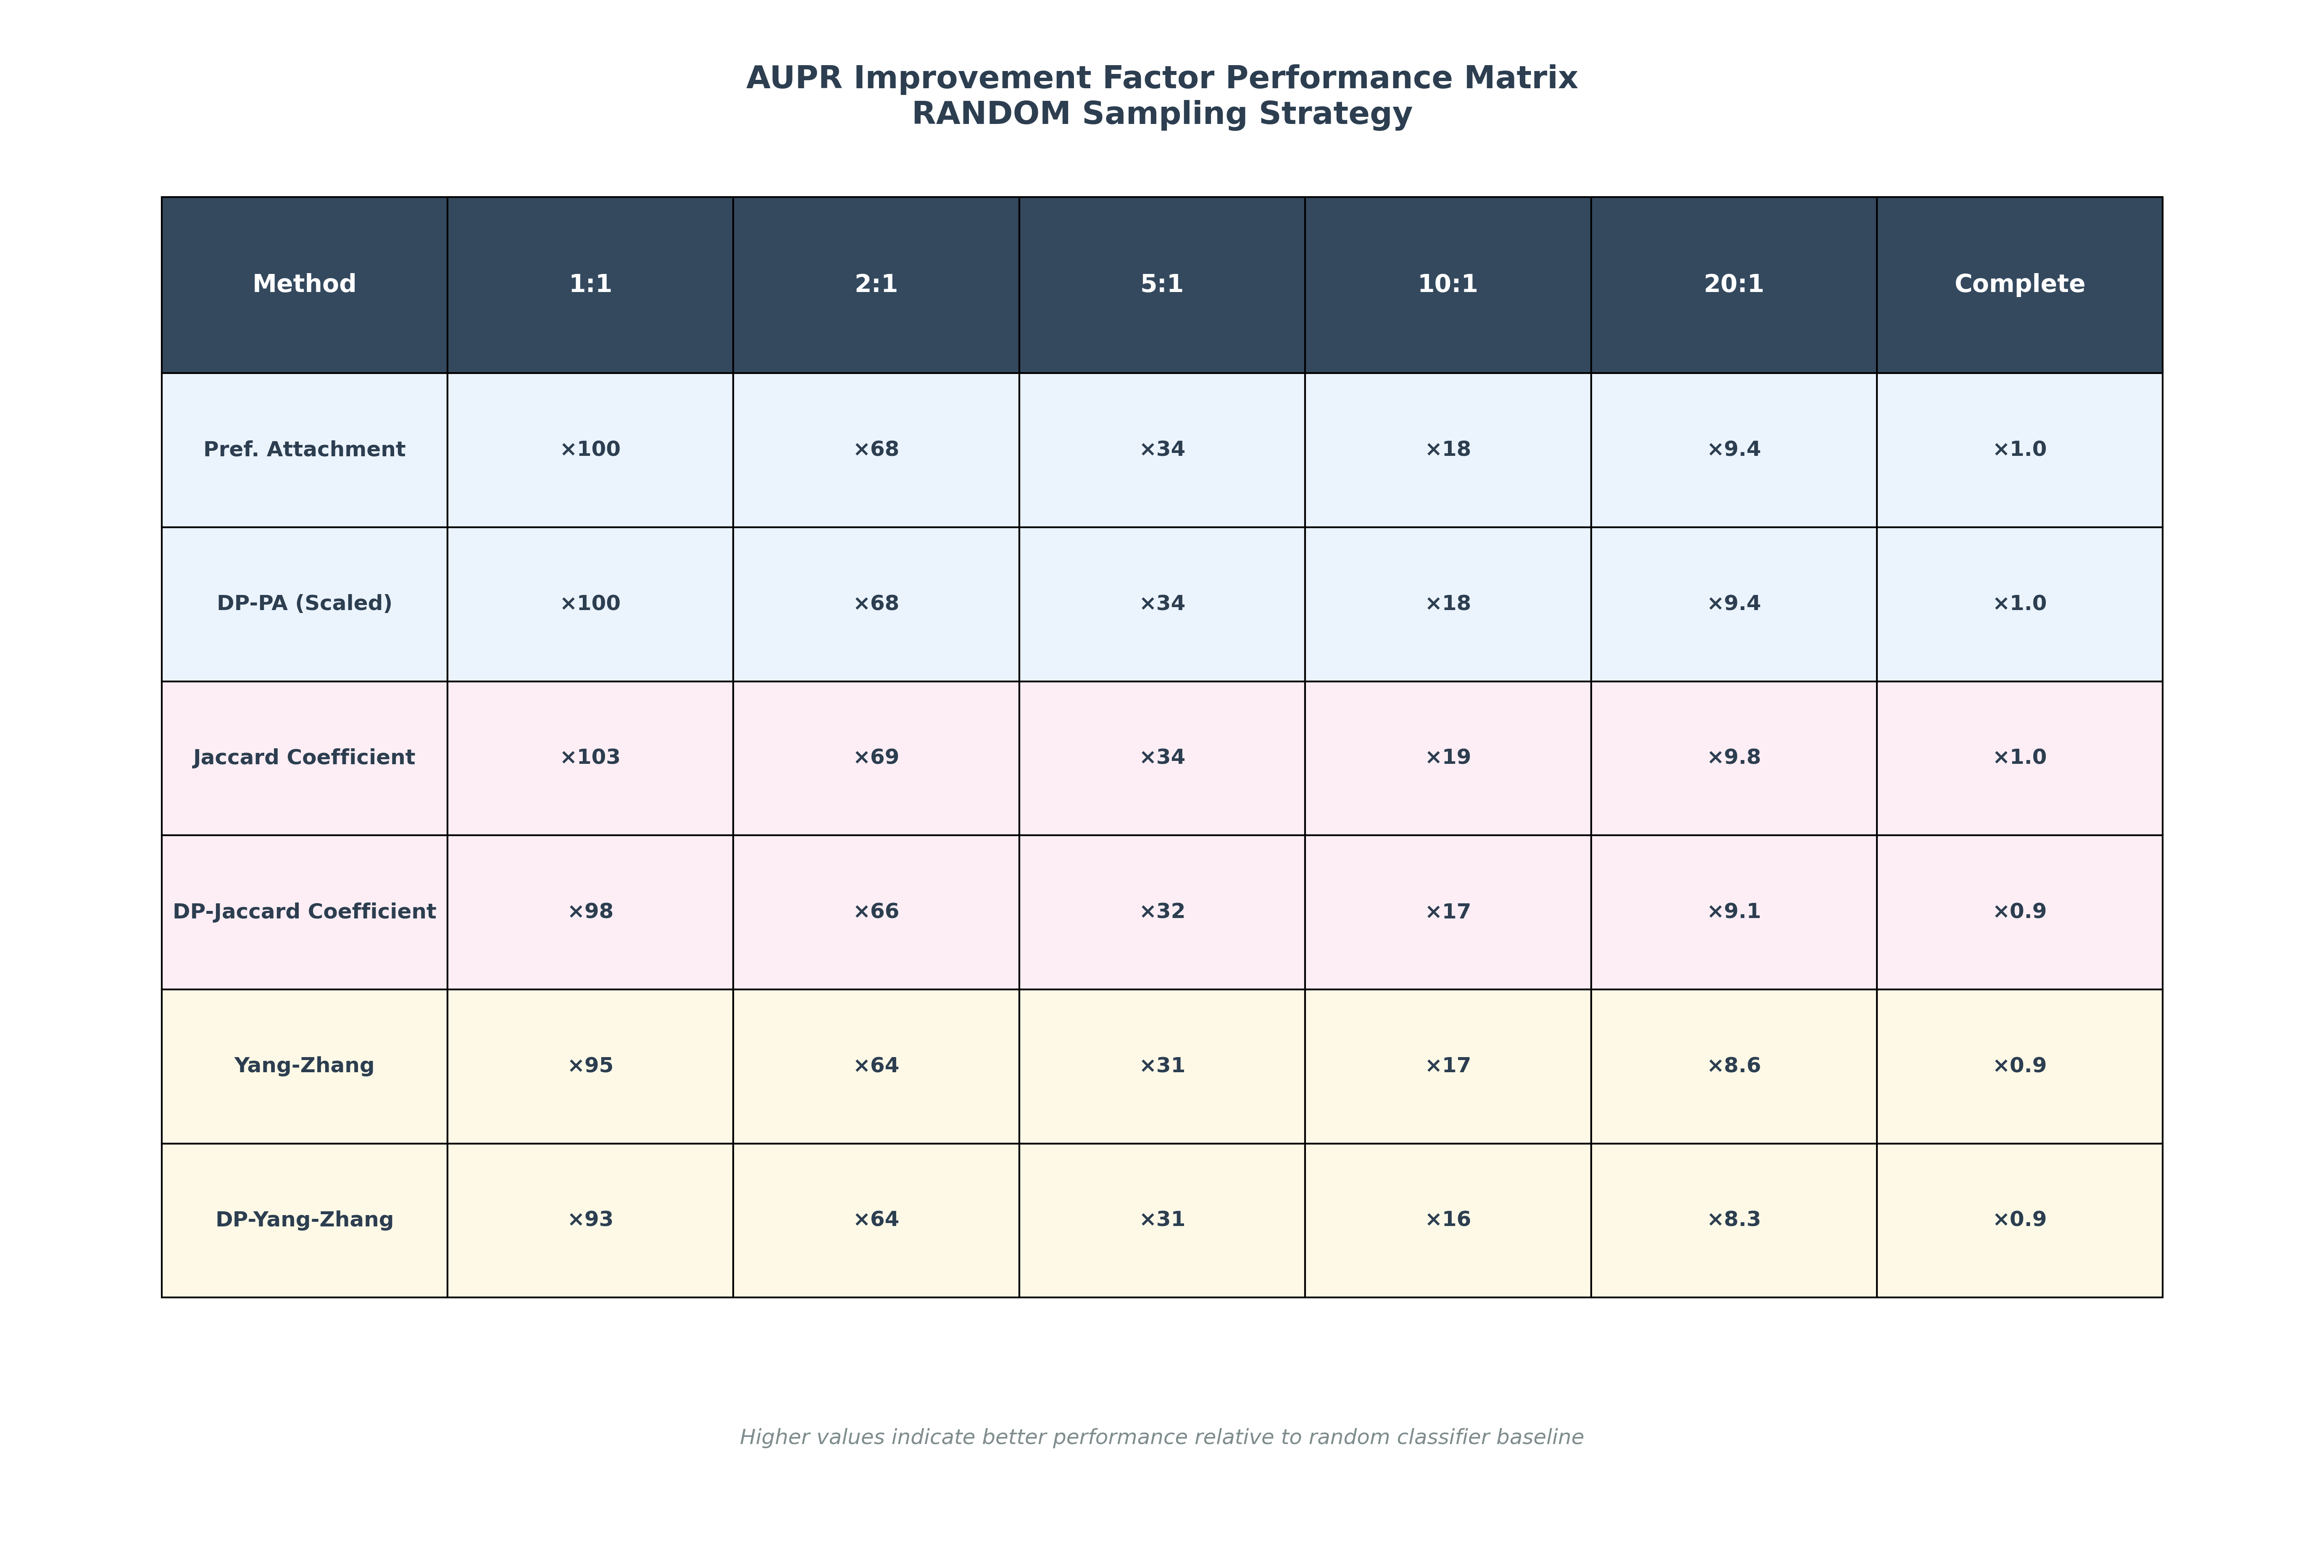 AUPR Improvement Factor Performance Matrix
RANDOM Sampling Strategy
Method 1:1 2:1 5:1 10:1 20:1 Complete
Pref. Attachment ×100 ×68 ×34 ×18 ×9.4 ×1.0
DP-PA (Scaled) ×100 ×68 ×34 ×18 ×9.4 ×1.0
Jaccard Coefficient ×103 ×69 ×34 ×19 ×9.8 ×1.0
DP-Jaccard Coefficient ×98 ×66 ×32 ×17 ×9.1 ×0.9
Yang-Zhang ×95 ×64 ×31 ×17 ×8.6 ×0.9
DP-Yang-Zhang ×93 ×64 ×31 ×16 ×8.3 ×0.9
Higher values indicate better performance relative to random classifier baseline